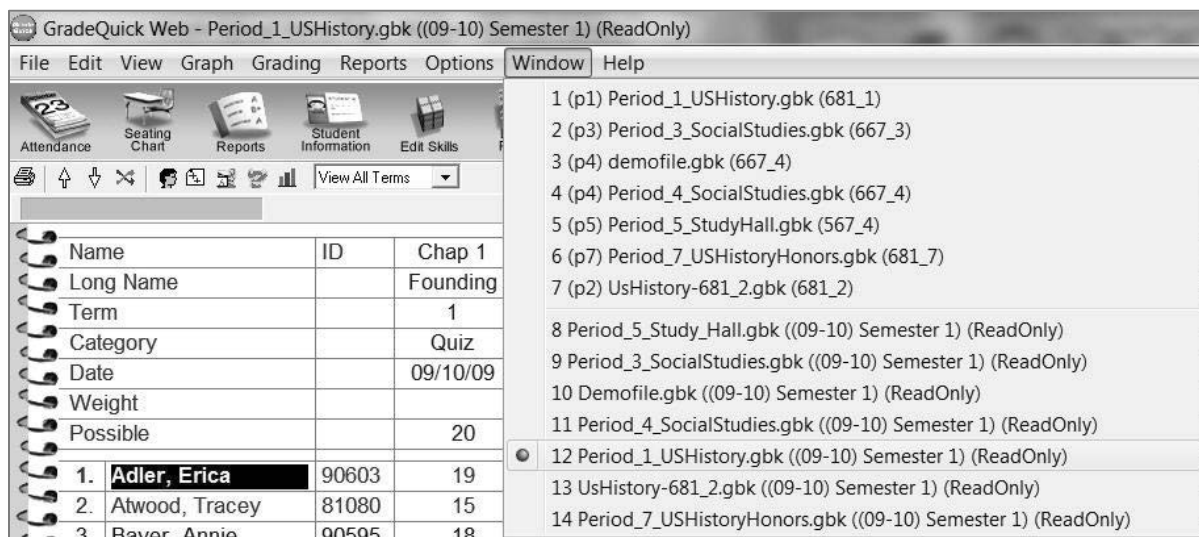 GradeQuick Web - Period_1_USHistory.gbk ((09-10) Semester 1) (ReadOnly)
File Edit View Graph Grading Reports Options Window Help
23
Attendance
Seating Chart
Reports
Student Information
Edit Skills
View All Terms
Name ID Chap 1
Long Name Founding
Term 1
Category Quiz
Date 09/10/09
Weight
Possible 20
1. Adler, Erica 90603 19
2. Atwood, Tracey 81080 15
3. Bayer, Annie 90595 18
1 (p1) Period_1_USHistory.gbk (681_1)
2 (p3) Period_3_SocialStudies.gbk (667_3)
3 (p4) demofile.gbk (667_4)
4 (p4) Period_4_SocialStudies.gbk (667_4)
5 (p5) Period_5_StudyHall.gbk (567_4)
6 (p7) Period_7_USHistoryHonors.gbk (681_7)
7 (p2) UsHistory-681_2.gbk (681_2)
8 Period_5_Study_Hall.gbk ((09-10) Semester 1) (ReadOnly)
9 Period_3_SocialStudies.gbk ((09-10) Semester 1) (ReadOnly)
10 Demofile.gbk ((09-10) Semester 1) (ReadOnly)
11 Period_4_SocialStudies.gbk ((09-10) Semester 1) (ReadOnly)
12 Period_1_USHistory.gbk ((09-10) Semester 1) (ReadOnly)
13 UsHistory-681_2.gbk ((09-10) Semester 1) (ReadOnly)
14 Period_7_USHistoryHonors.gbk ((09-10) Semester 1) (ReadOnly)